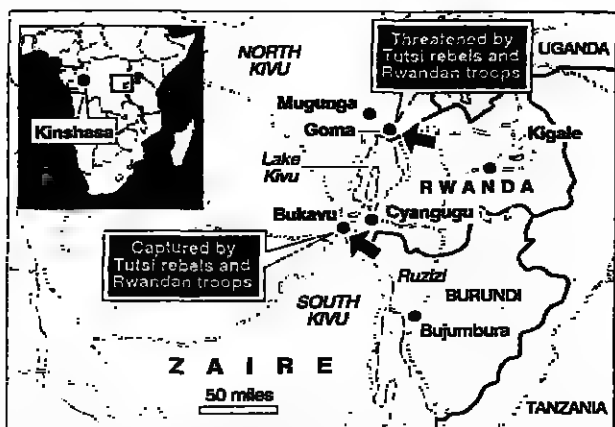 Threatened by
Tutsi rebels and
Rwandan troops
NORTH
KIVU
UGANDA
Kinshasa
Mugunga
Goma
Kigale
Lake
Kivu
RWANDA
Bukavu
Cyangugu
Captured by
Tutsi rebels and
Rwandan troops
Ruzizi
SOUTH
KIVU
BURUNDI
Bujumbura
ZAIRE
50 miles
TANZANIA